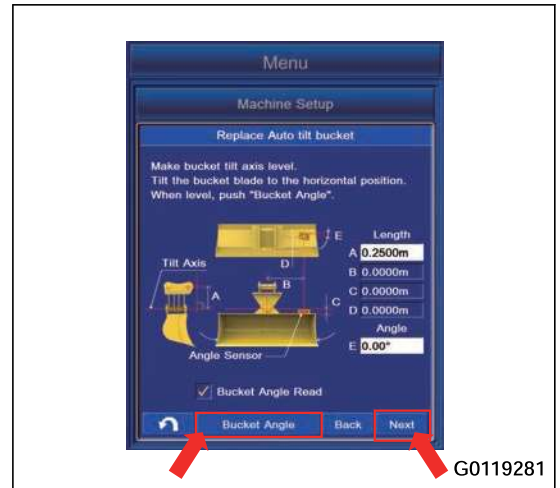 Menu
Machine Setup
Replace Auto tilt bucket
Make bucket tilt axis level.
Tilt the bucket blade to the horizontal position.
When level, push "Bucket Angle".
E Length
A 0.2500m
D
Tilt Axis
B
B 0.0000m
A
C
C 0.0000m
D 0.0000m
Angle
E 0.00°
Angle Sensor
Bucket Angle Read
Bucket Angle Back Next
G0119281